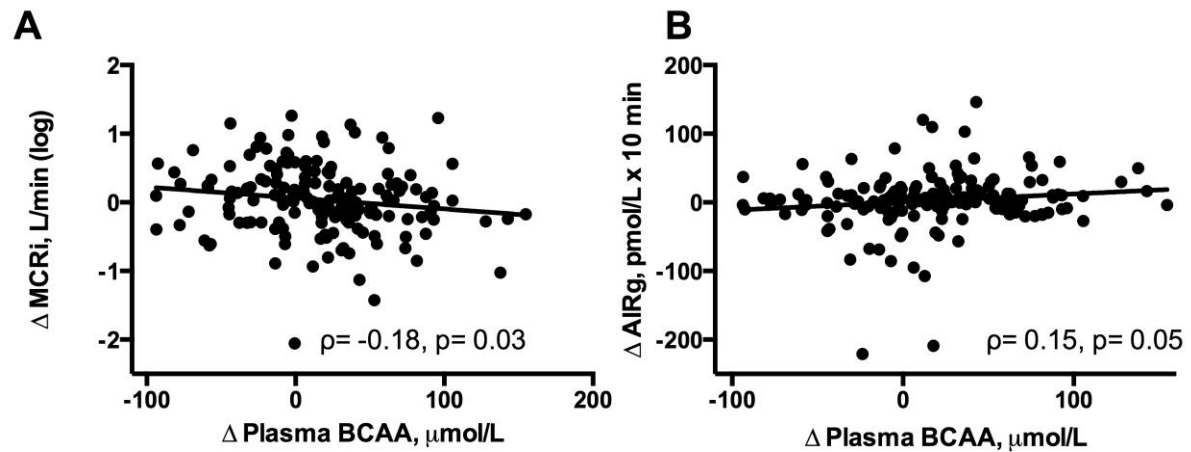 A
Δ MCRi, L/min (log)
2
1
0
-1
-2
ρ= -0.18, p= 0.03
-100
0
100
200
Δ Plasma BCAA, μmol/L
B
Δ AIRg, pmol/L x 10 min
200
100
0
-100
-200
ρ= 0.15, p= 0.05
-100
0
100
Δ Plasma BCAA, μmol/L